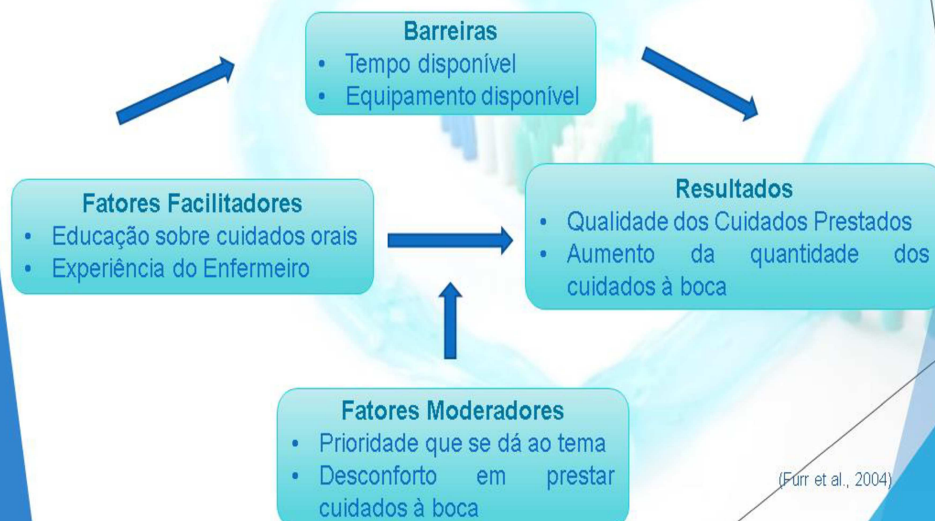 Barreiras
• Tempo disponível
• Equipamento disponível
Fatores Facilitadores
• Educação sobre cuidados orais
• Experiência do Enfermeiro
Resultados
• Qualidade dos Cuidados Prestados
• Aumento da quantidade dos
cuidados à boca
Fatores Moderadores
• Prioridade que se dá ao tema
• Desconforto em prestar
cuidados à boca
(Furr et al., 2004)